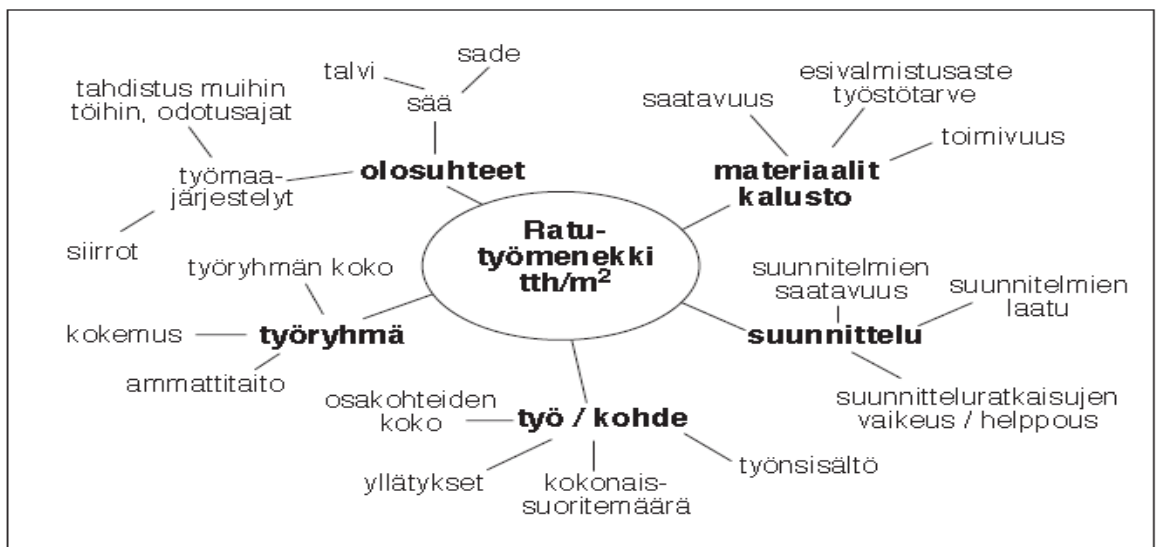 sade
talvi
sää
tahdistus muihin
töihin, odotusajat
olosuhteet
työmaa-
järjestelyt
siirrot
esivalmistusaste
työstötarve
saatavuus
toimivuus
materiaalit
kalusto
Ratu-
työmenekki
tth/m²
työryhmän koko
kokemus
työryhmä
ammattitaito
suunnitelmien
saatavuus
suunnitelmien
laatu
suunnittelu
suunnitteluratkaisujen
vaikeus / helppous
osakohteiden
koko
työ / kohde
yllätykset
kokonais-
suoritemäärä
työnsisältö